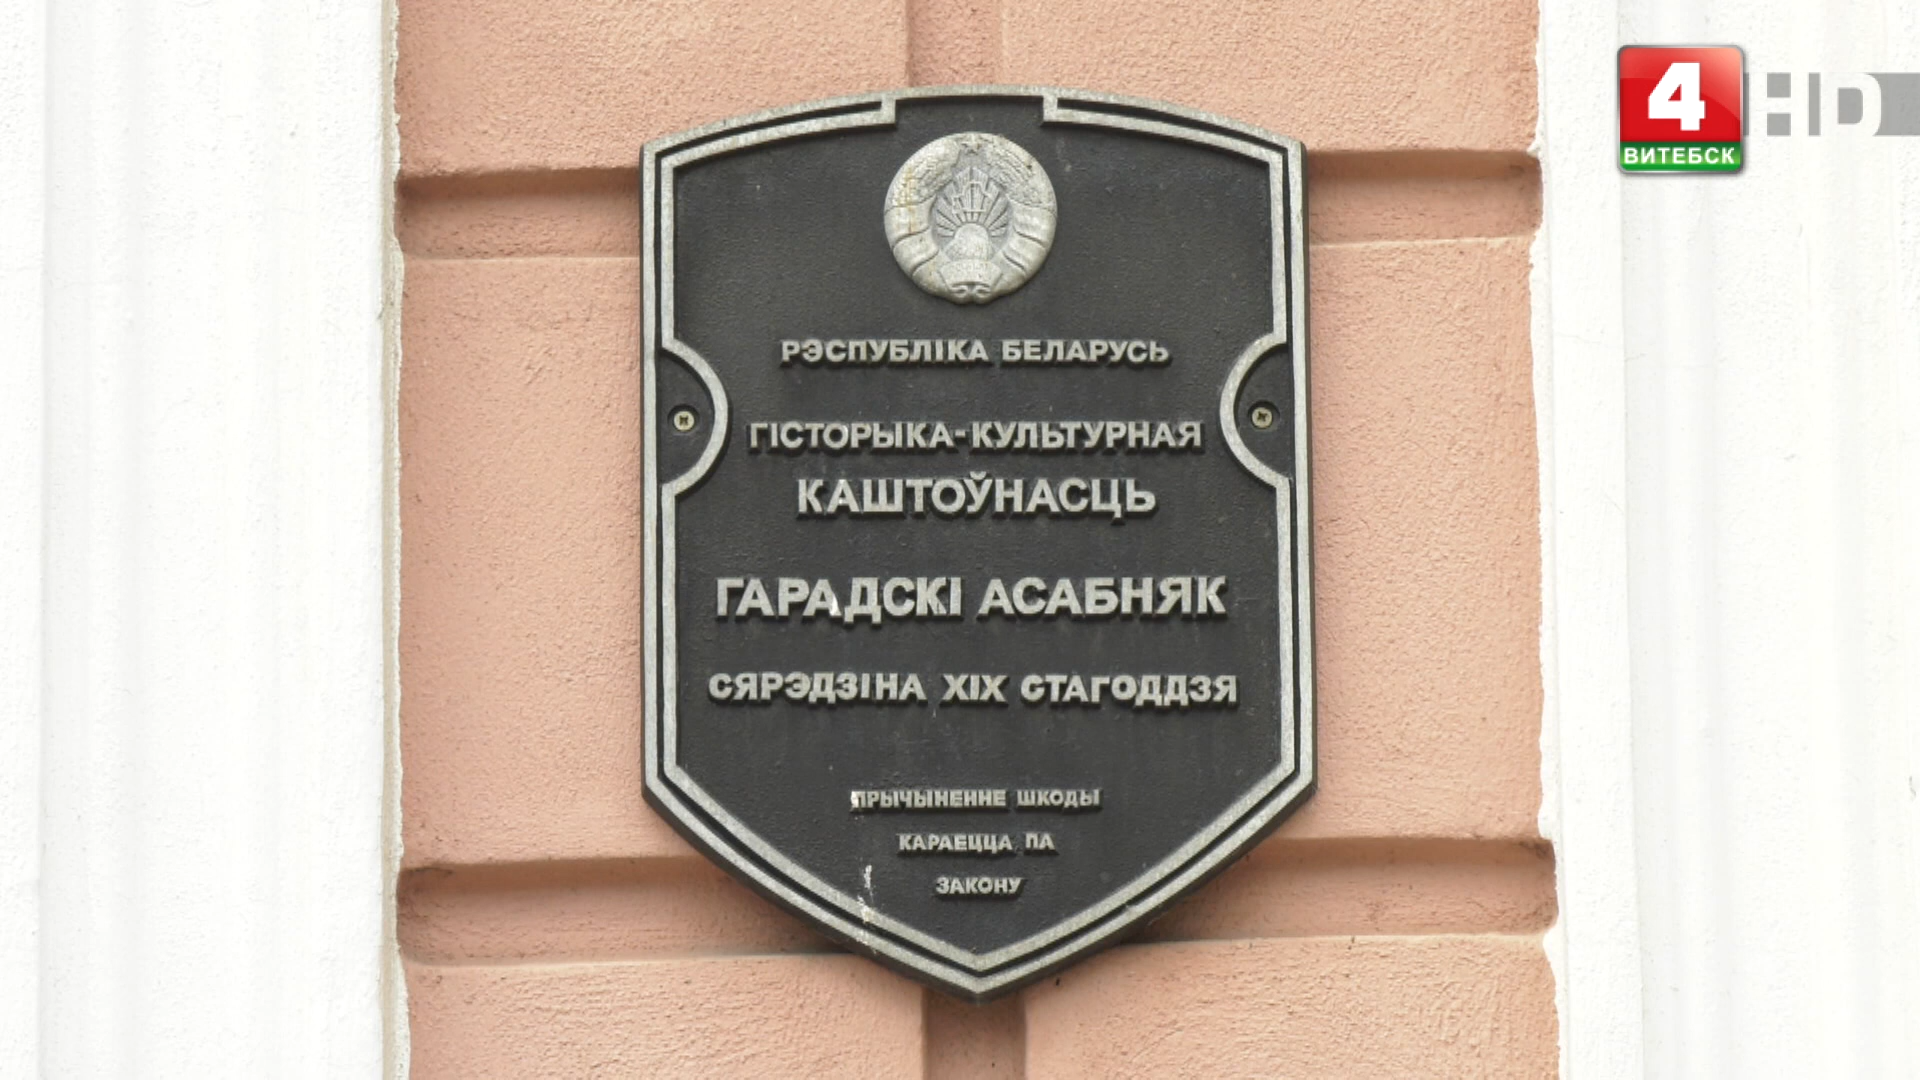 4 HD
ВИТЕБСК
РЭСПУБЛІКА БЕЛАРУСЬ
ГІСТОРЫКА-КУЛЬТУРНАЯ
КАШТОЎНАСЦЬ
ГАРАДСКІ АСАБНЯК
СЯРЭДЗІНА XIX СТАГОДДЗЯ
ПРЫЧЫНЕННЕ ШКОДЫ
КАРАЕЦЦА ПА
ЗАКОНУ